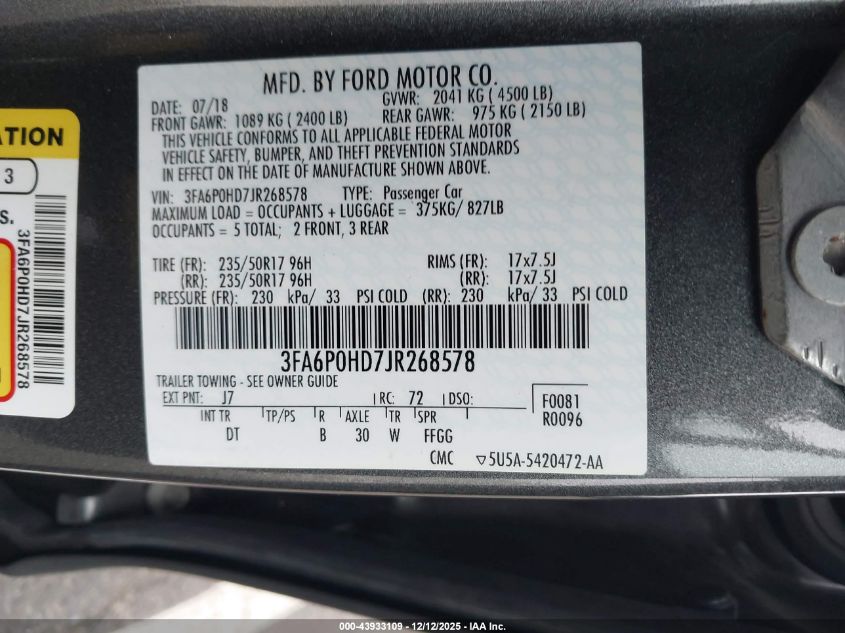 MFD. BY FORD MOTOR CO.
DATE: 07/18 GVWR: 2041 KG ( 4500 LB)
FRONT GAWR: 1089 KG ( 2400 LB) REAR GAWR: 975 KG ( 2150 LB)
THIS VEHICLE CONFORMS TO ALL APPLICABLE FEDERAL MOTOR
VEHICLE SAFETY, BUMPER, AND THEFT PREVENTION STANDARDS
IN EFFECT ON THE DATE OF MANUFACTURE SHOWN ABOVE.
VIN: 3FA6P0HD7JR268578 TYPE: Passenger Car
MAXIMUM LOAD = OCCUPANTS + LUGGAGE = 375KG/ 827LB
OCCUPANTS = 5 TOTAL; 2 FRONT, 3 REAR
TIRE (FR): 235/50R17 96H RIMS (FR): 17x7.5J
(RR): 235/50R17 96H (RR): 17x7.5J
PRESSURE (FR): 230 kPa/ 33 PSI COLD (RR): 230 kPa/ 33 PSI COLD
3FA6P0HD7JR268578
TRAILER TOWING - SEE OWNER GUIDE
EXT PNT: J7 RC: 72 DSO: F0081
R0096
INT TR TP/PS R AXLE TR SPR
DT B 30 W FFGG
CMC ▽5U5A-5420472-AA
ATION
3
S.
3FA6P0HD7JR268578
000-43933109 - 12/12/2025 - IAA Inc.